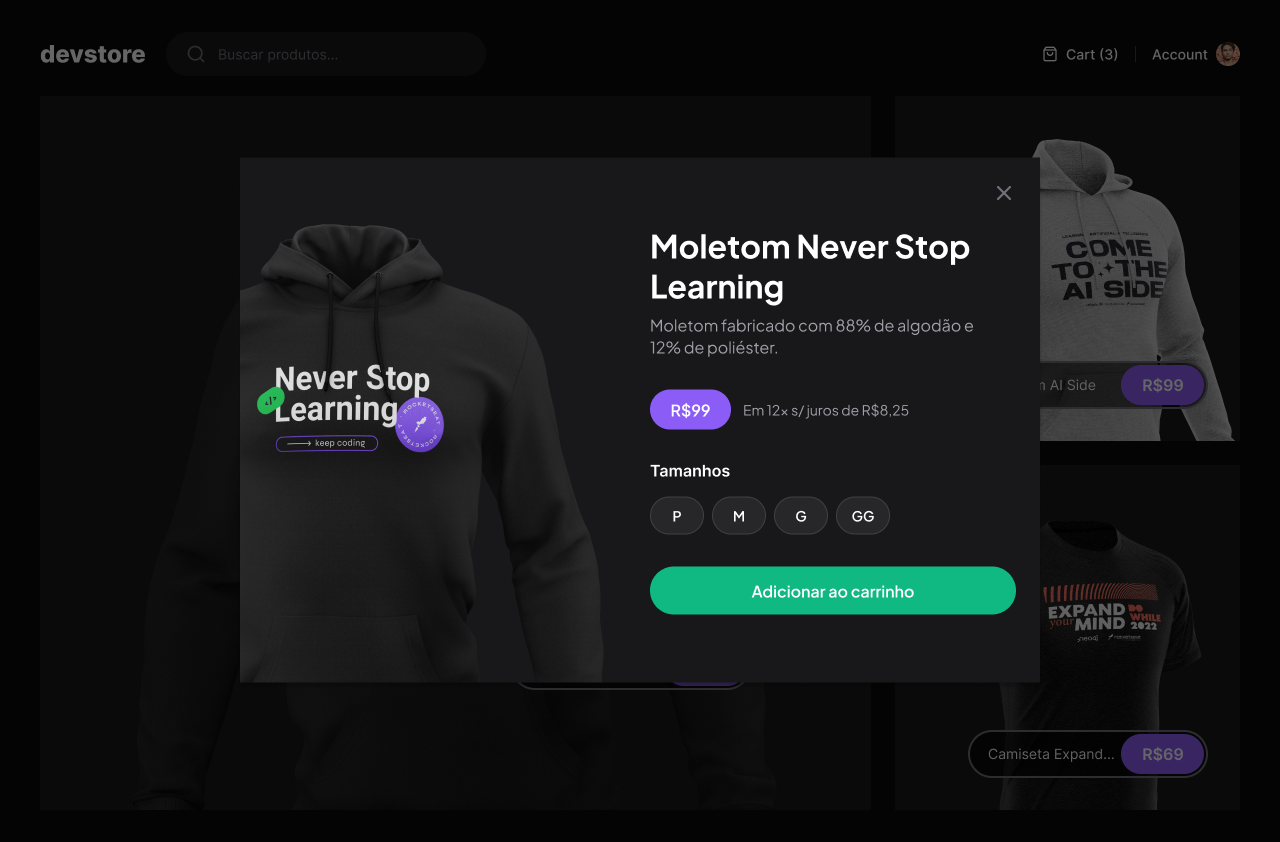 devstore
Buscar produtos...
Cart (3)
Account
COME
TO THE
AI SIDE
AI Side
R$99
Moletom Never Stop
Learning
Moletom fabricado com 88% de algodão e
12% de poliéster.
R$99
Em 12x s/ juros de R$8,25
Tamanhos
P
M
G
GG
Adicionar ao carrinho
Never Stop
Learning
ROCKETSEAT · ROCKETSEAT
keep coding
EXPAND
your MIND
DO
WHILE
2022
Camiseta Expand...
R$69